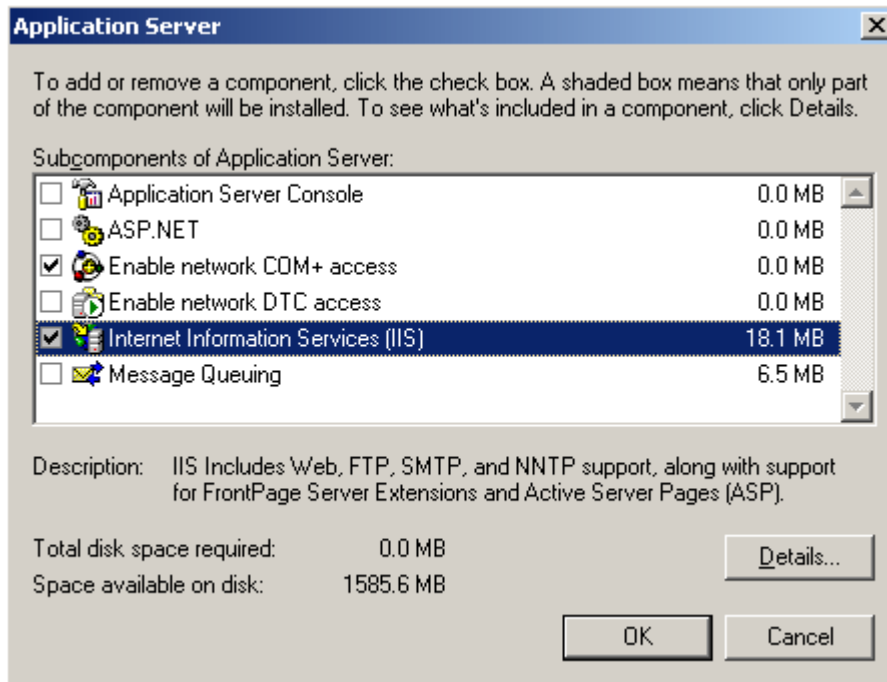 Application Server
To add or remove a component, click the check box. A shaded box means that only part
of the component will be installed. To see what's included in a component, click Details.
Subcomponents of Application Server:
Application Server Console 0.0 MB
ASP.NET 0.0 MB
Enable network COM+ access 0.0 MB
Enable network DTC access 0.0 MB
Internet Information Services (IIS) 18.1 MB
Message Queuing 6.5 MB
Description: IIS Includes Web, FTP, SMTP, and NNTP support, along with support
for FrontPage Server Extensions and Active Server Pages (ASP).
Total disk space required: 0.0 MB
Space available on disk: 1585.6 MB
Details...
OK Cancel